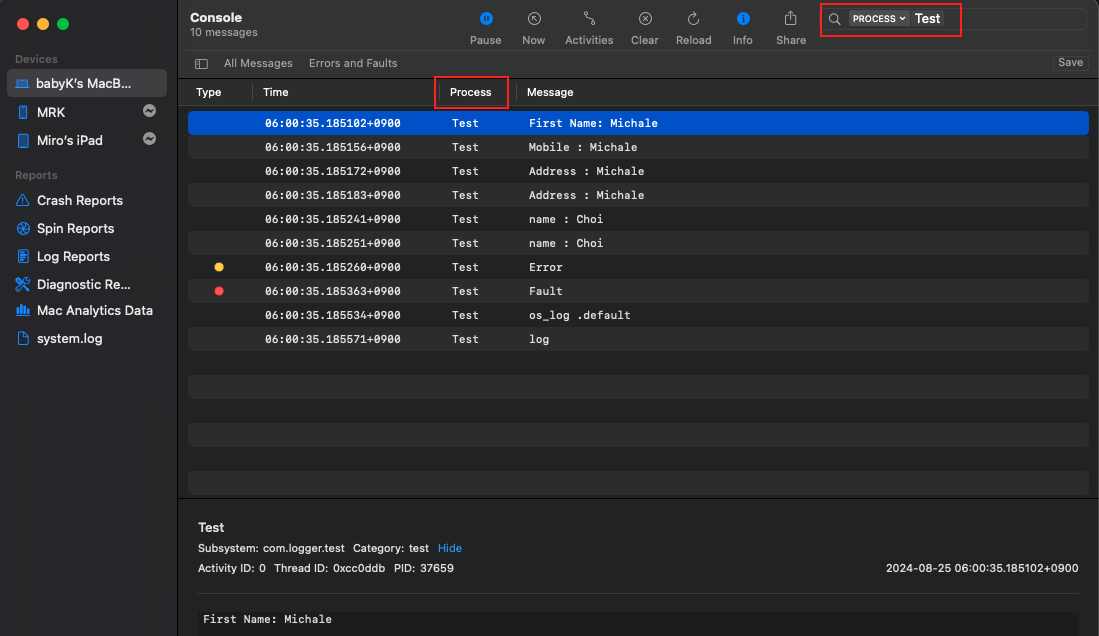 Console
10 messages
Pause Now Activities Clear Reload Info Share
PROCESS Test
Devices
babyK's MacB...
MRK
Miro's iPad
Reports
Crash Reports
Spin Reports
Log Reports
Diagnostic Re...
Mac Analytics Data
system.log
All Messages Errors and Faults Save
Type Time Process Message
06:00:35.185102+0900 Test First Name: Michale
06:00:35.185156+0900 Test Mobile : Michale
06:00:35.185172+0900 Test Address : Michale
06:00:35.185183+0900 Test Address : Michale
06:00:35.185241+0900 Test name : Choi
06:00:35.185251+0900 Test name : Choi
06:00:35.185260+0900 Test Error
06:00:35.185363+0900 Test Fault
06:00:35.185534+0900 Test os_log .default
06:00:35.185571+0900 Test log
Test
Subsystem: com.logger.test Category: test Hide
Activity ID: 0 Thread ID: 0xcc0ddb PID: 37659 2024-08-25 06:00:35.185102+0900
First Name: Michale